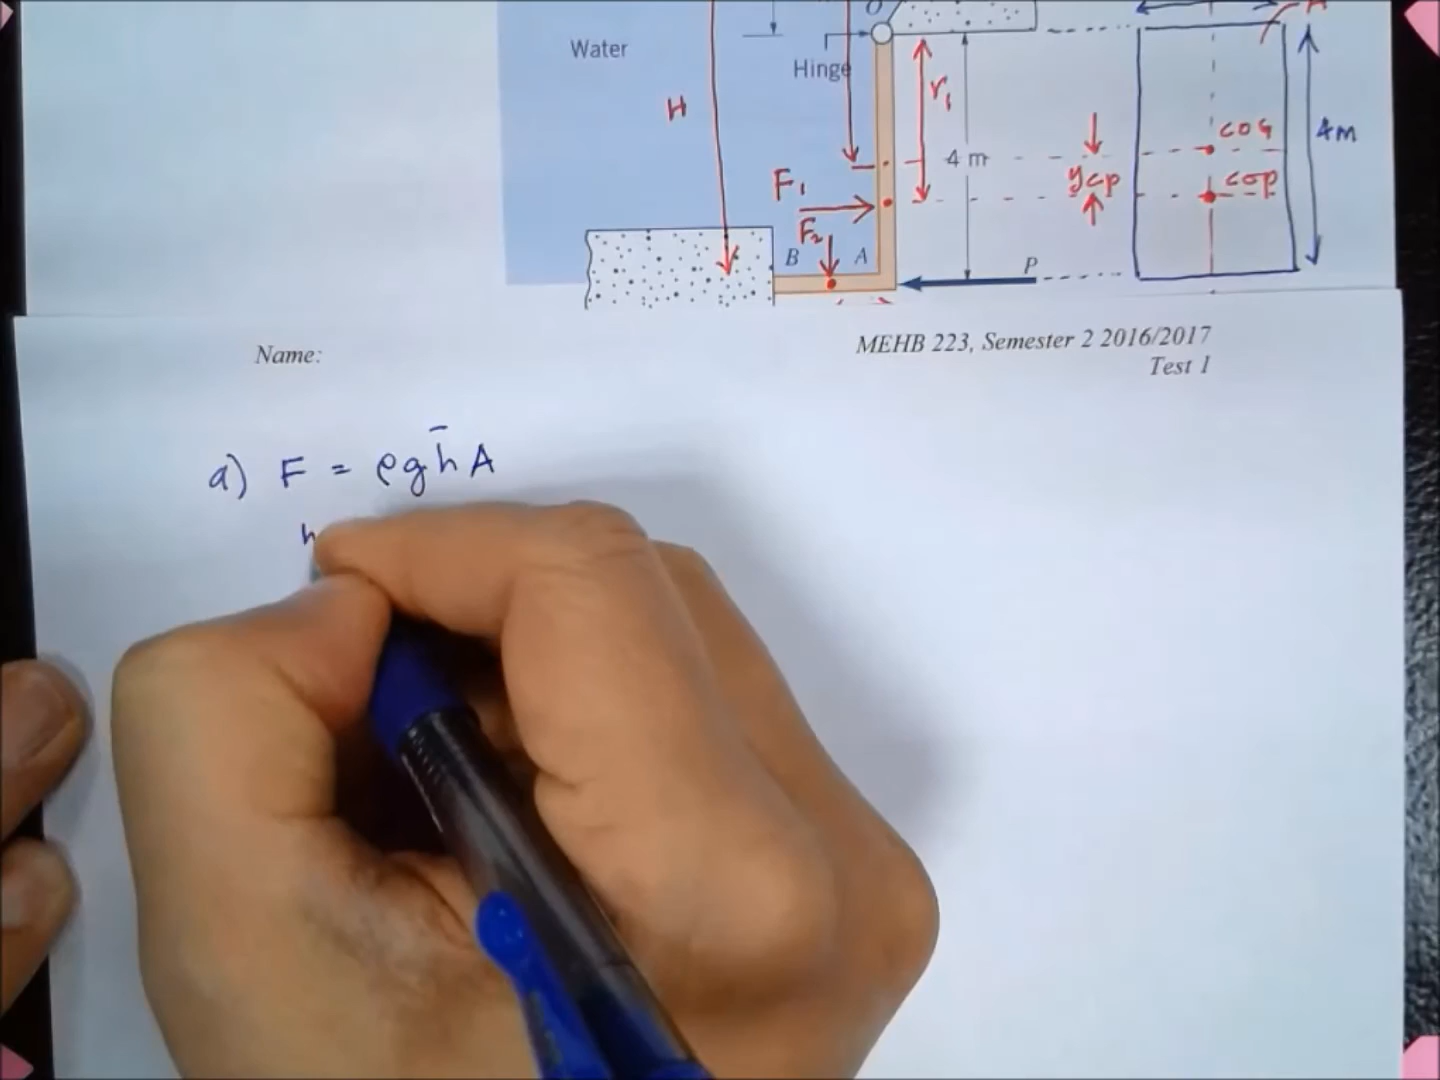 O
Water
Hinge
H
r₁
4 m
COG
4m
ycp
COP
F₁
F₂
B
A
P
Name:
MEHB 223, Semester 2 2016/2017
Test 1
a) F = ρgh̄A
h